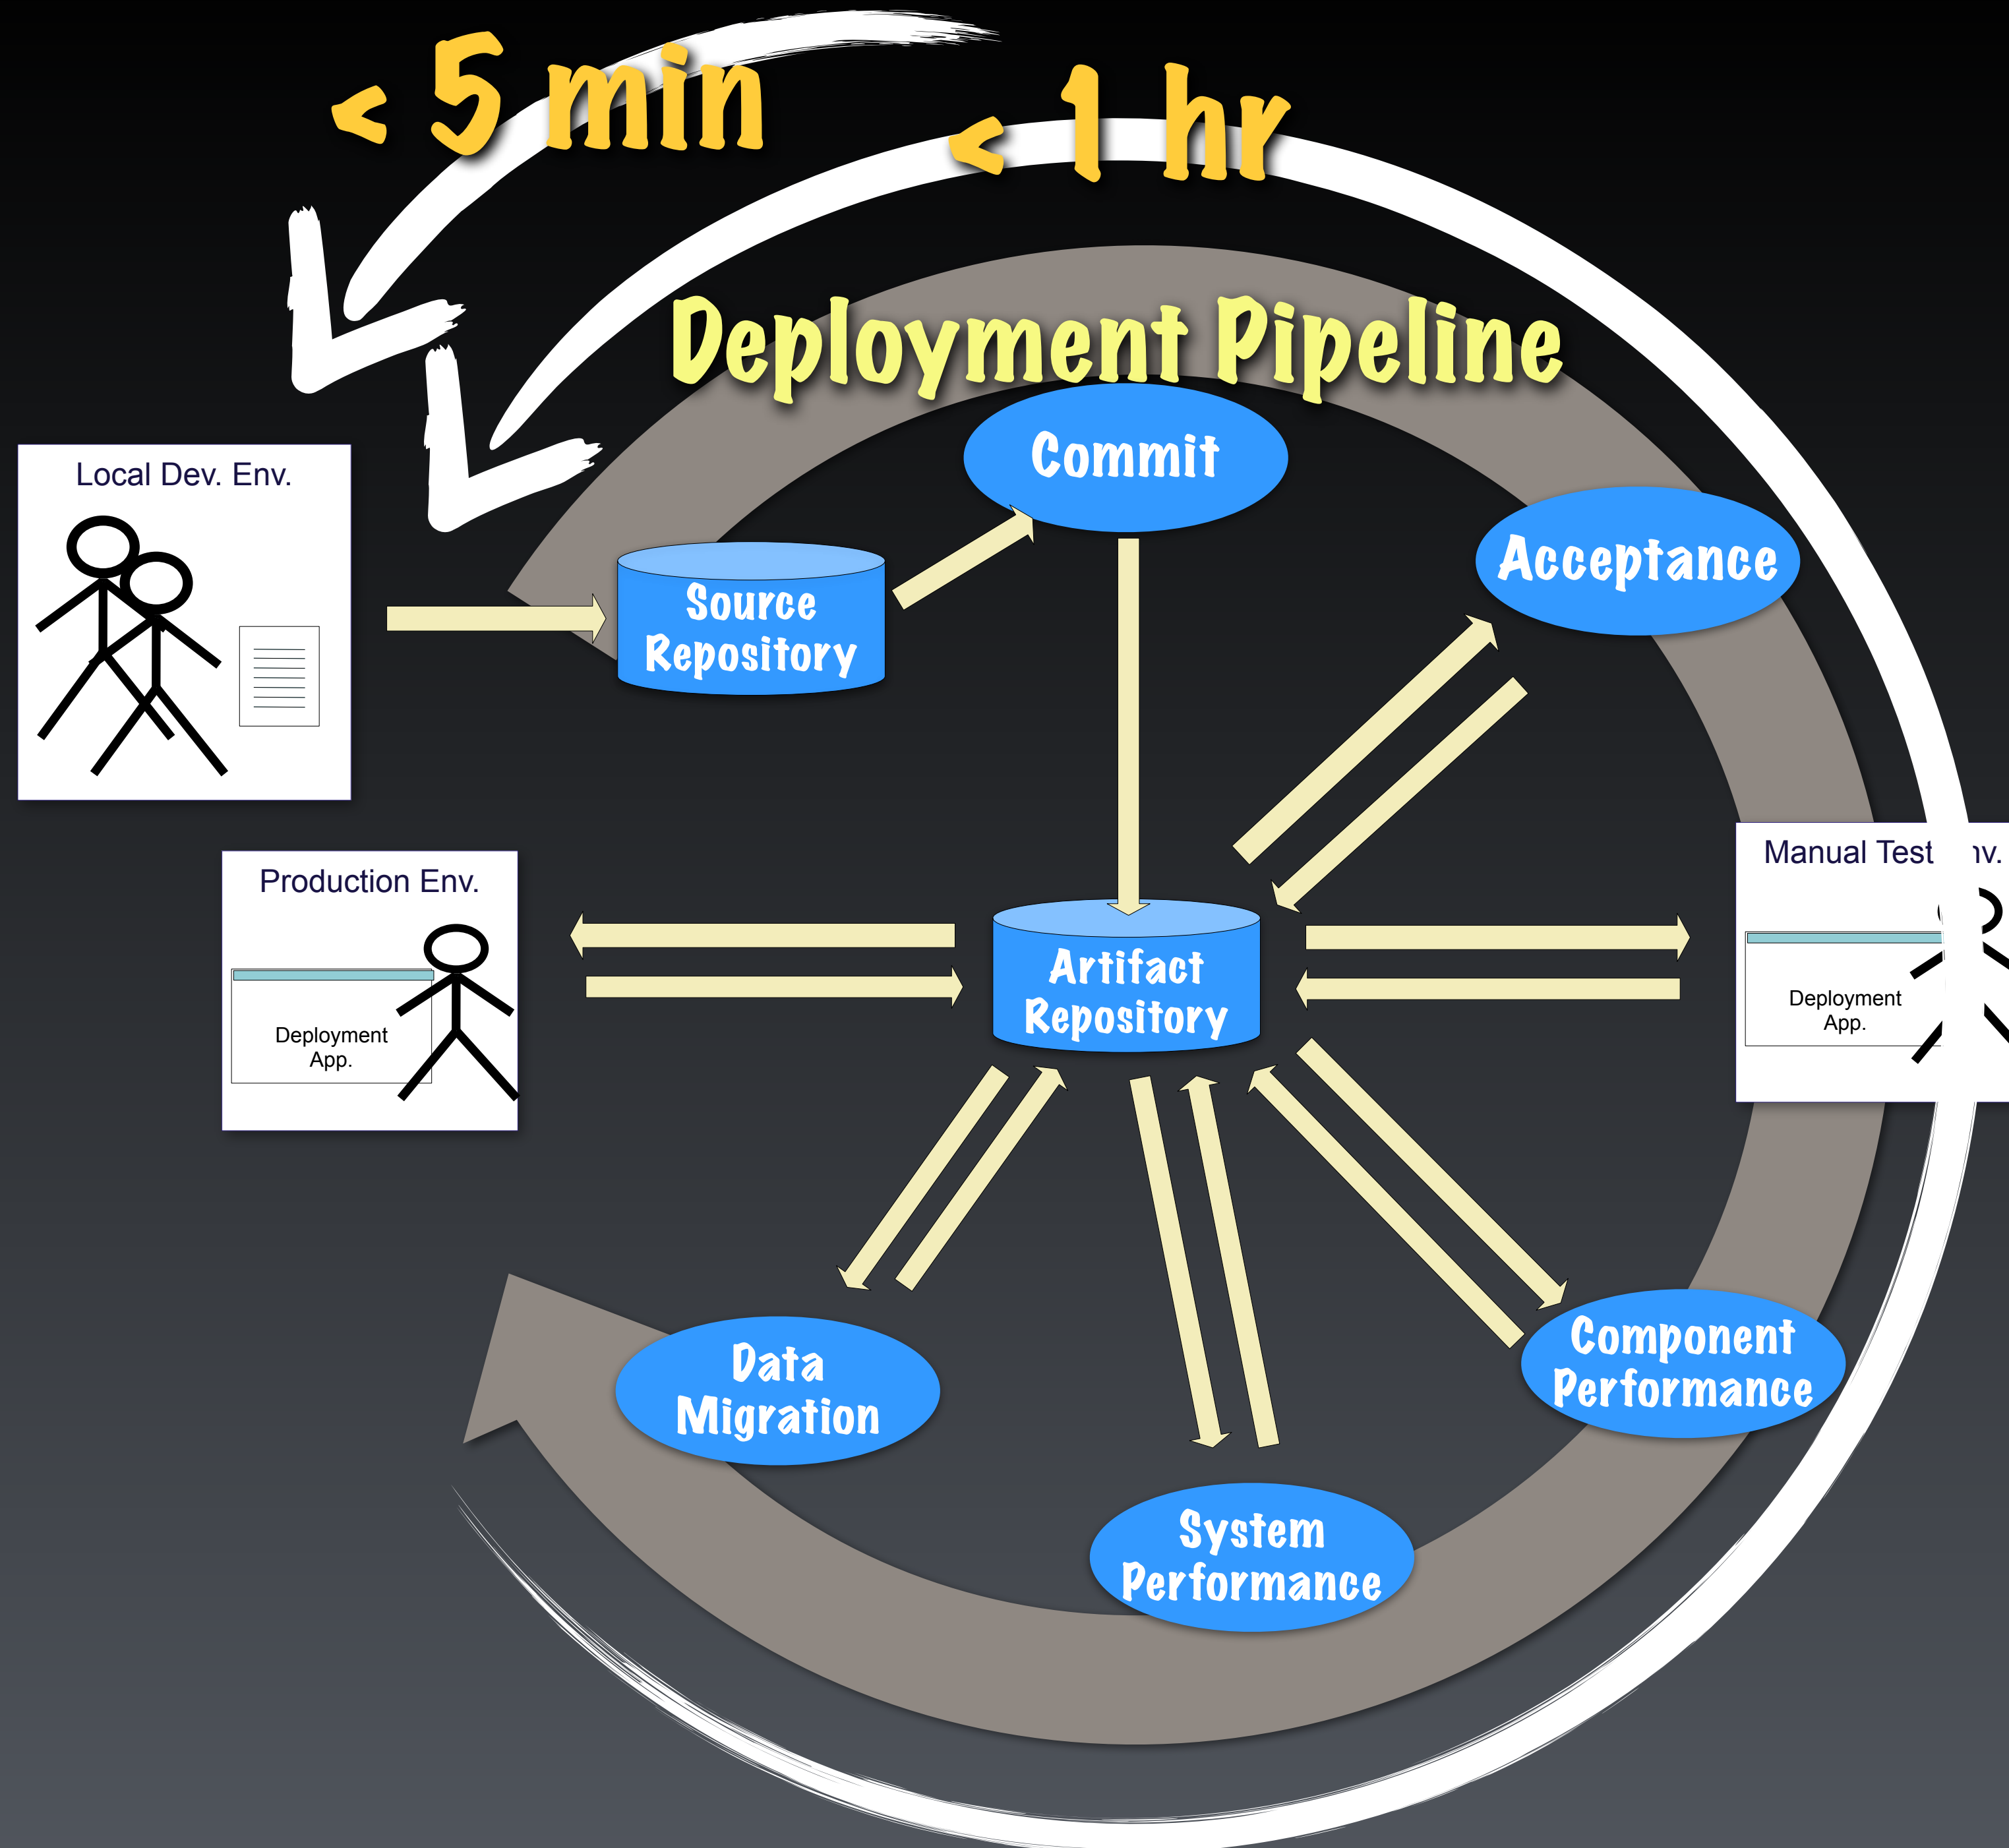 < 5 min
< 1 hr
Deployment Pipeline
Commit
Local Dev. Env.
Acceptance
Source
Repository
Manual Test
Production Env.
Artifact
Repository
Deployment
App.
Deployment
App.
Component
Performance
Data
Migration
System
Performance